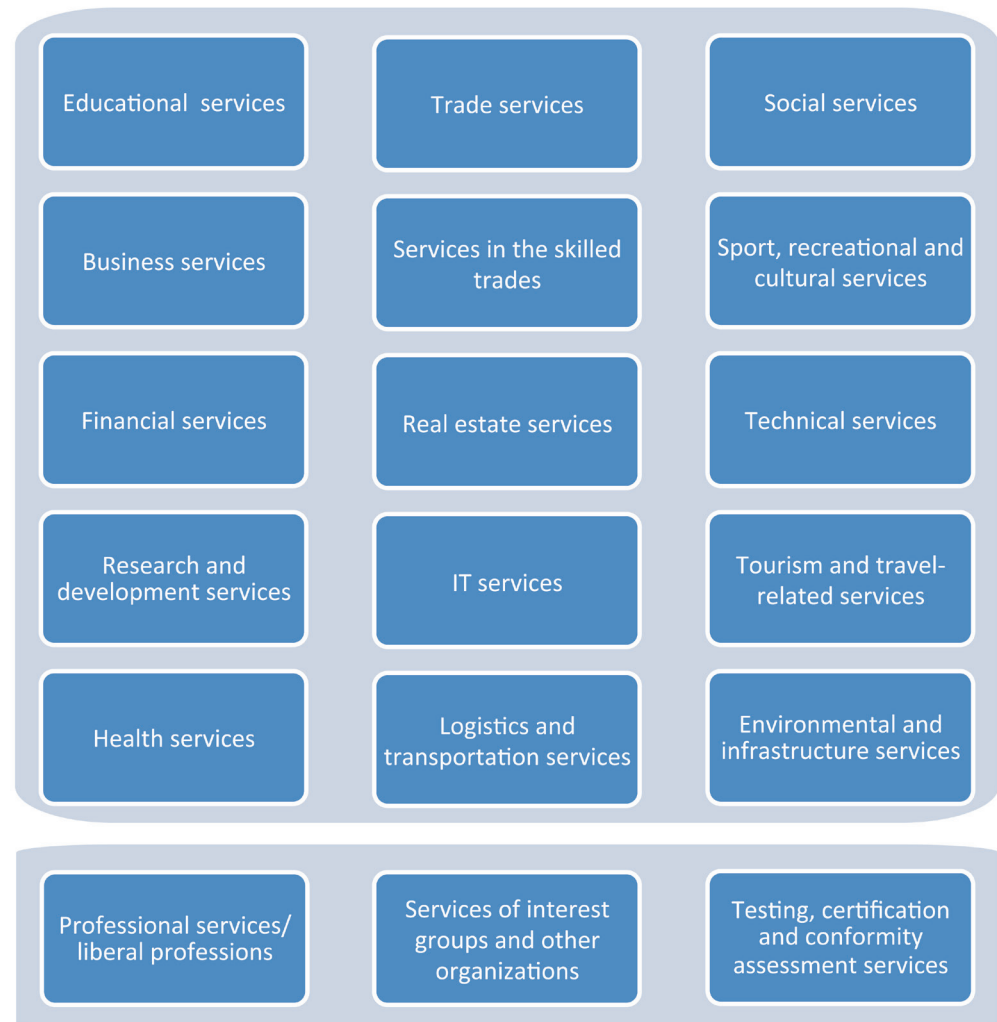 Educational services
Trade services
Social services
Business services
Services in the skilled
trades
Sport, recreational and
cultural services
Financial services
Real estate services
Technical services
Research and
development services
IT services
Tourism and travel-
related services
Health services
Logistics and
transportation services
Environmental and
infrastructure services
Professional services/
liberal professions
Services of interest
groups and other
organizations
Testing, certification
and conformity
assessment services